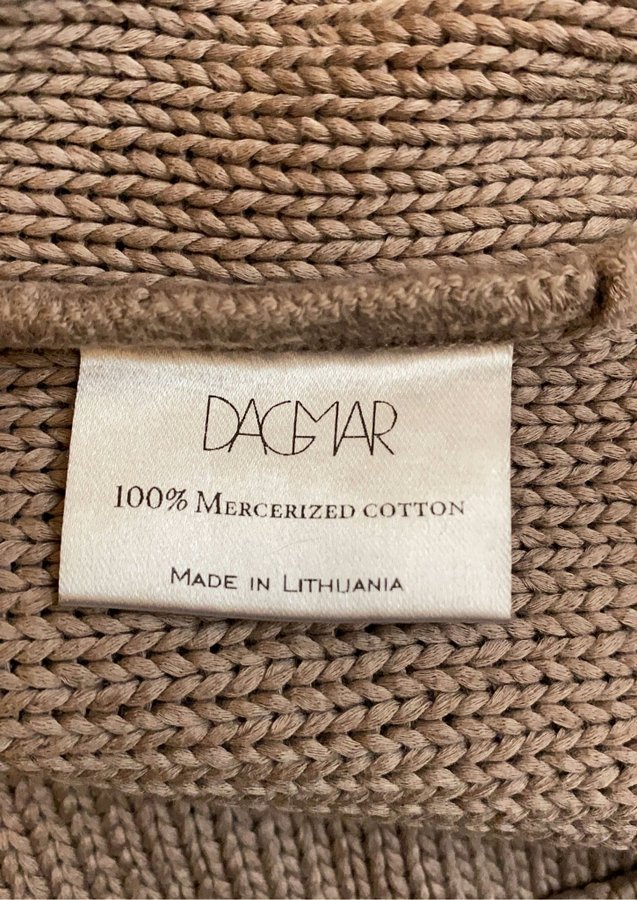 DAGMAR
100% MERCERIZED COTTON
MADE IN LITHUANIA